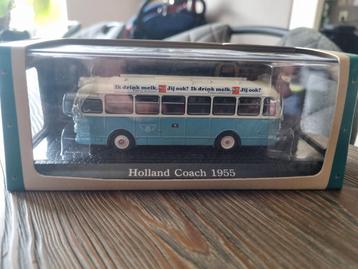 Ik drink melk. Jij ook? Ik drink melk. Jij ook?
Holland Coach 1955